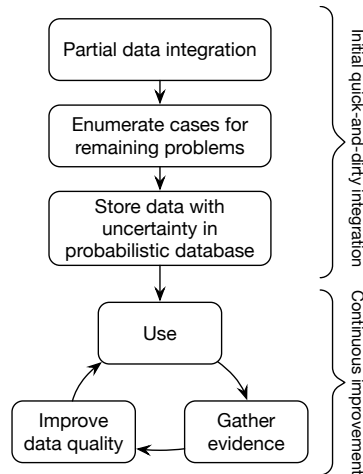 Partial data integration
Enumerate cases for
remaining problems
Store data with
uncertainty in
probabilistic database
Use
Improve
data quality
Gather
evidence
Initial quick-and-dirty integration
Continuous improvement